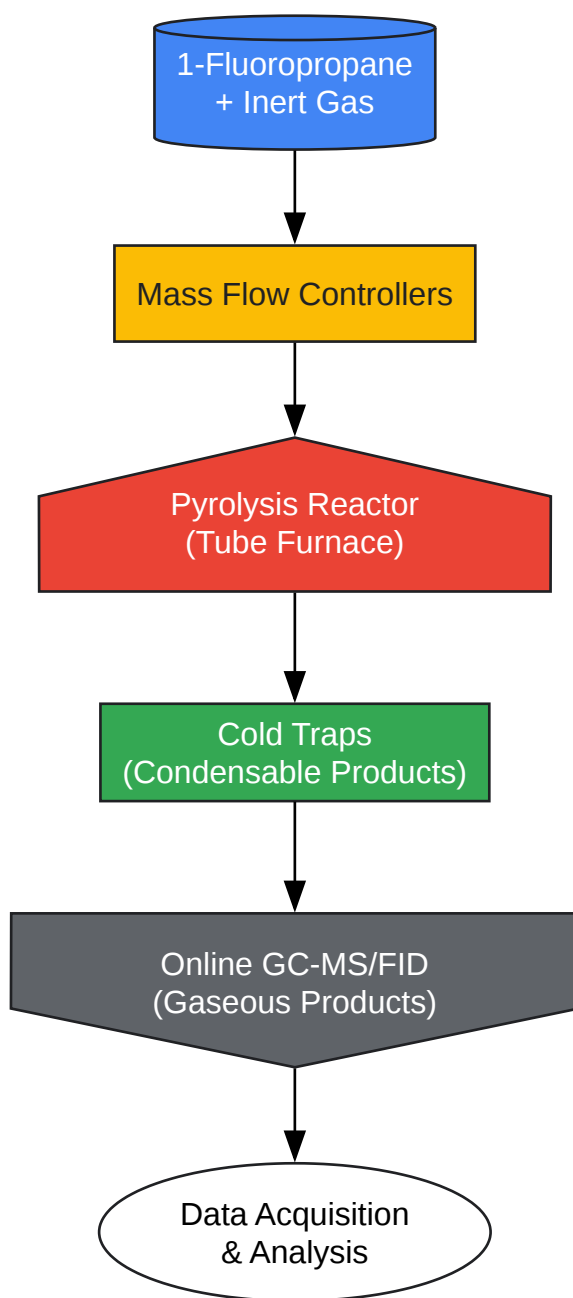 1-Fluoropropane
+ Inert Gas
Mass Flow Controllers
Pyrolysis Reactor
(Tube Furnace)
Cold Traps
(Condensable Products)
Online GC-MS/FID
(Gaseous Products)
Data Acquisition
& Analysis